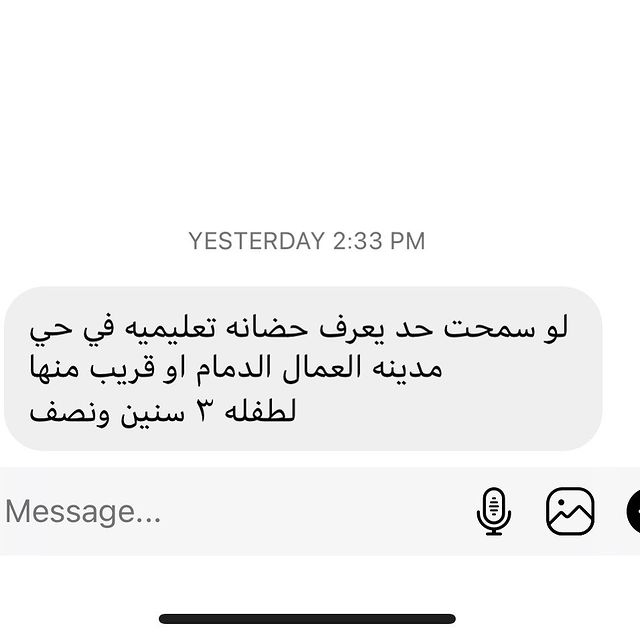 YESTERDAY 2:33 PM
لو سمحت حد يعرف حضانه تعليميه في حي
مدينه العمال الدمام او قريب منها
لطفله ٣ سنين ونصف
Message...